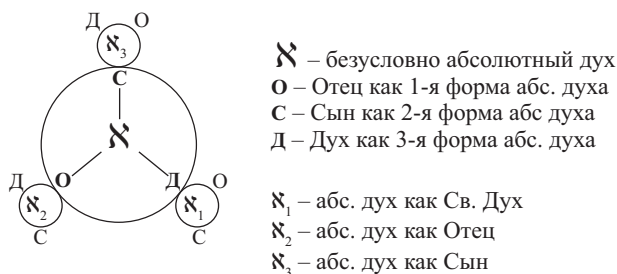 Д О
ℵ3
С
ℵ
Д О Д О
ℵ2 ℵ1
С С
ℵ – безусловно абсолютный дух
О – Отец как 1-я форма абс. духа
С – Сын как 2-я форма абс духа
Д – Дух как 3-я форма абс. духа
ℵ1 – абс. дух как Св. Дух
ℵ2 – абс. дух как Отец
ℵ3 – абс. дух как Сын